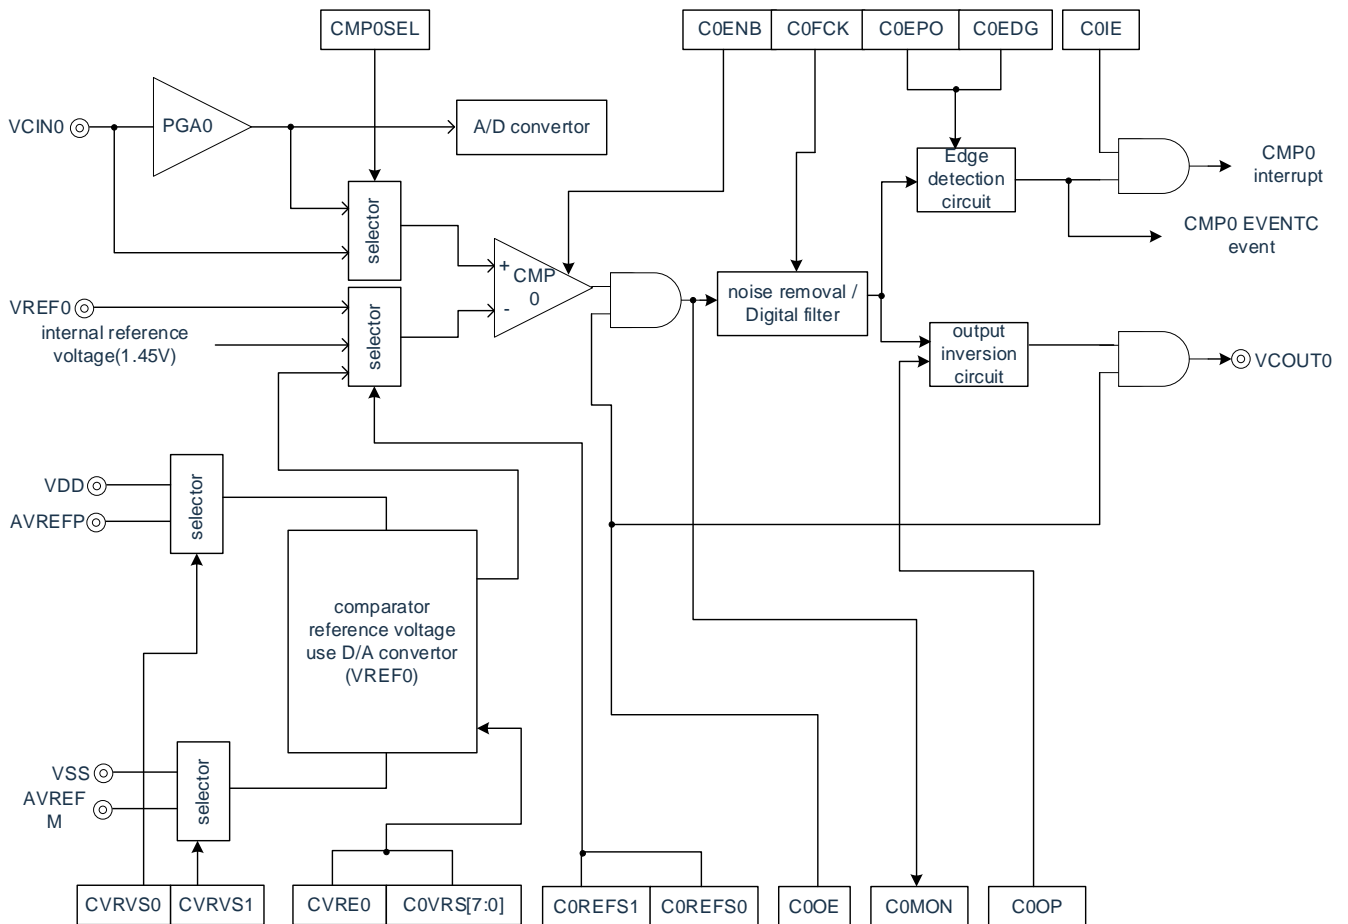 CMP0SEL
C0ENB
C0FCK
C0EPO
C0EDG
C0IE
VCIN0
PGA0
A/D convertor
Edge
detection
circuit
CMP0
interrupt
CMP0 EVENTC
event
selector
+
CMP
0
-
noise removal /
Digital filter
VREF0
internal reference
voltage(1.45V)
selector
output
inversion
circuit
VCOUT0
VDD
AVREFP
selector
comparator
reference voltage
use D/A convertor
(VREF0)
VSS
AVREF
M
selector
CVRVS0
CVRVS1
CVRE0
C0VRS[7:0]
C0REFS1
C0REFS0
C0OE
C0MON
C0OP